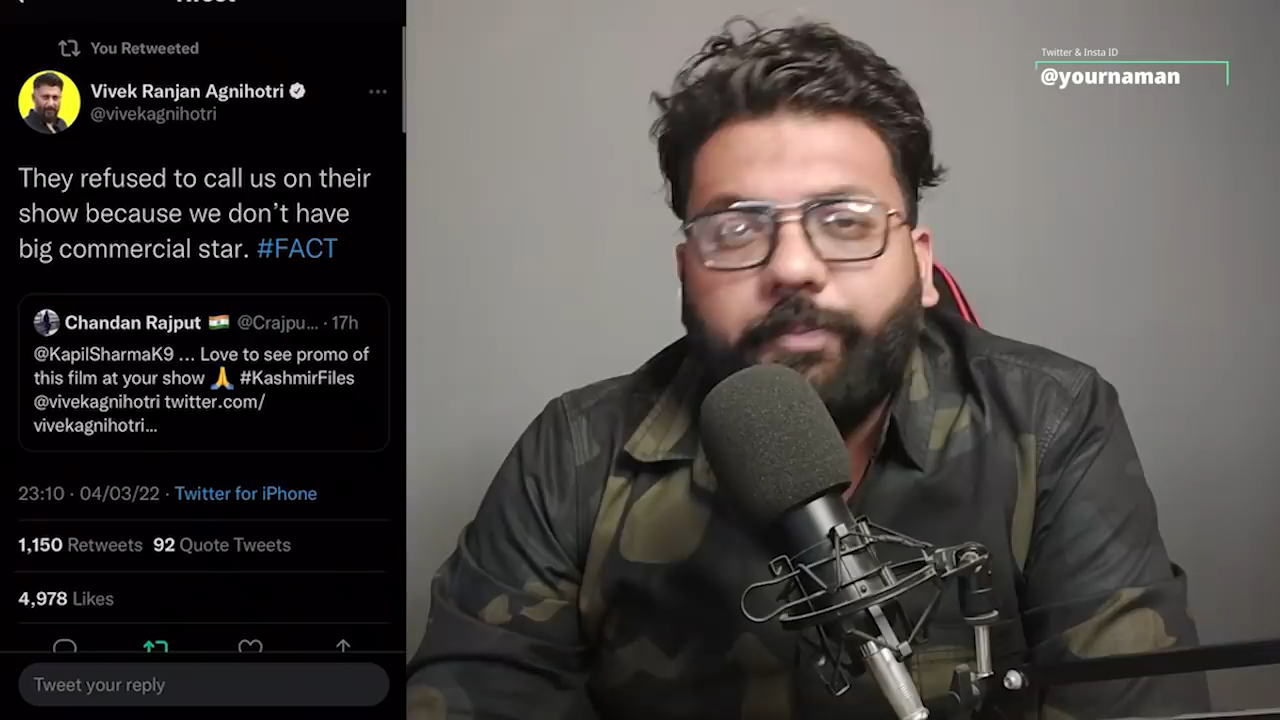 You Retweeted
Vivek Ranjan Agnihotri
@vivekagnihotri
They refused to call us on their
show because we don’t have
big commercial star. #FACT
Chandan Rajput 🇮🇳 @Crajpu... · 17h
@KapilSharmaK9 ... Love to see promo of
this film at your show 🙏 #KashmirFiles
@vivekagnihotri twitter.com/
vivekagnihotri...
23:10 · 04/03/22 · Twitter for iPhone
1,150 Retweets 92 Quote Tweets
4,978 Likes
Tweet your reply
Twitter & Insta ID
@yournaman